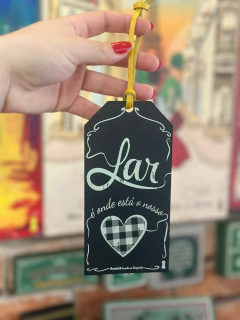 Lar
é onde está o nosso